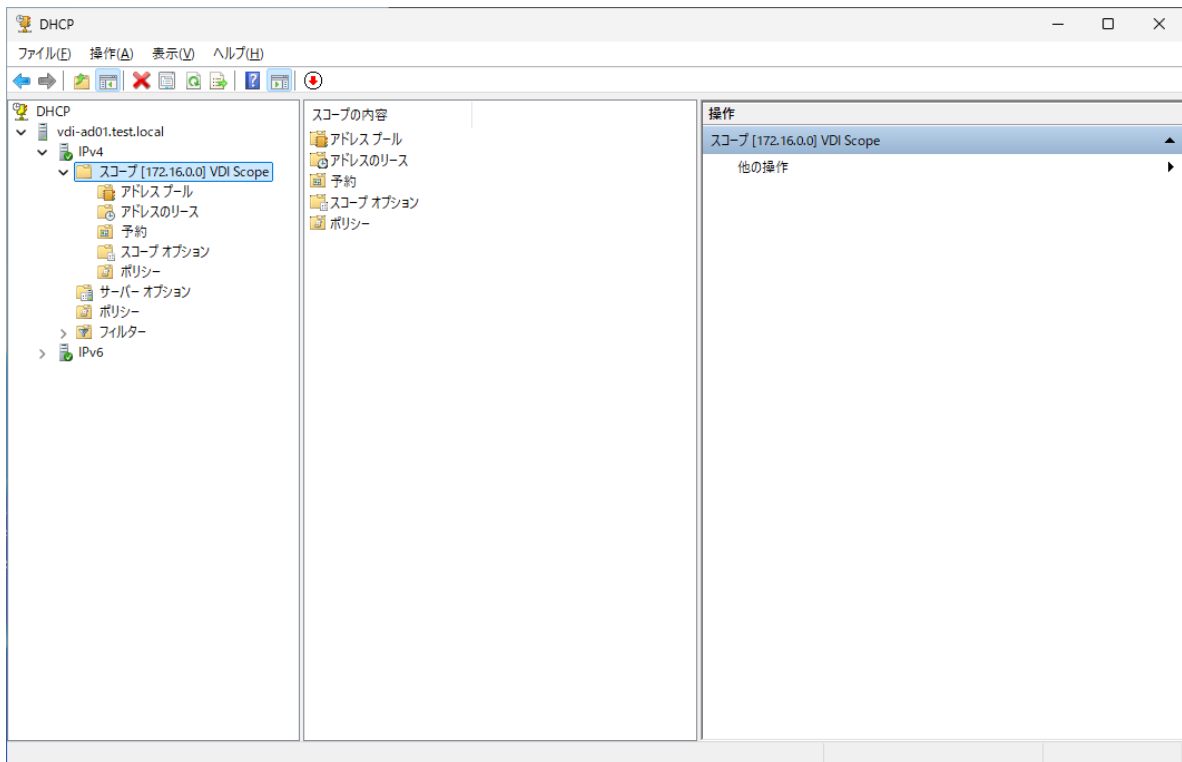 DHCP
ファイル(F) 操作(A) 表示(V) ヘルプ(H)
DHCP
vdi-ad01.test.local
IPv4
スコープ [172.16.0.0] VDI Scope
アドレス プール
アドレスのリース
予約
スコープ オプション
ポリシー
サーバー オプション
ポリシー
フィルター
IPv6
スコープの内容
アドレス プール
アドレスのリース
予約
スコープ オプション
ポリシー
操作
スコープ [172.16.0.0] VDI Scope
他の操作